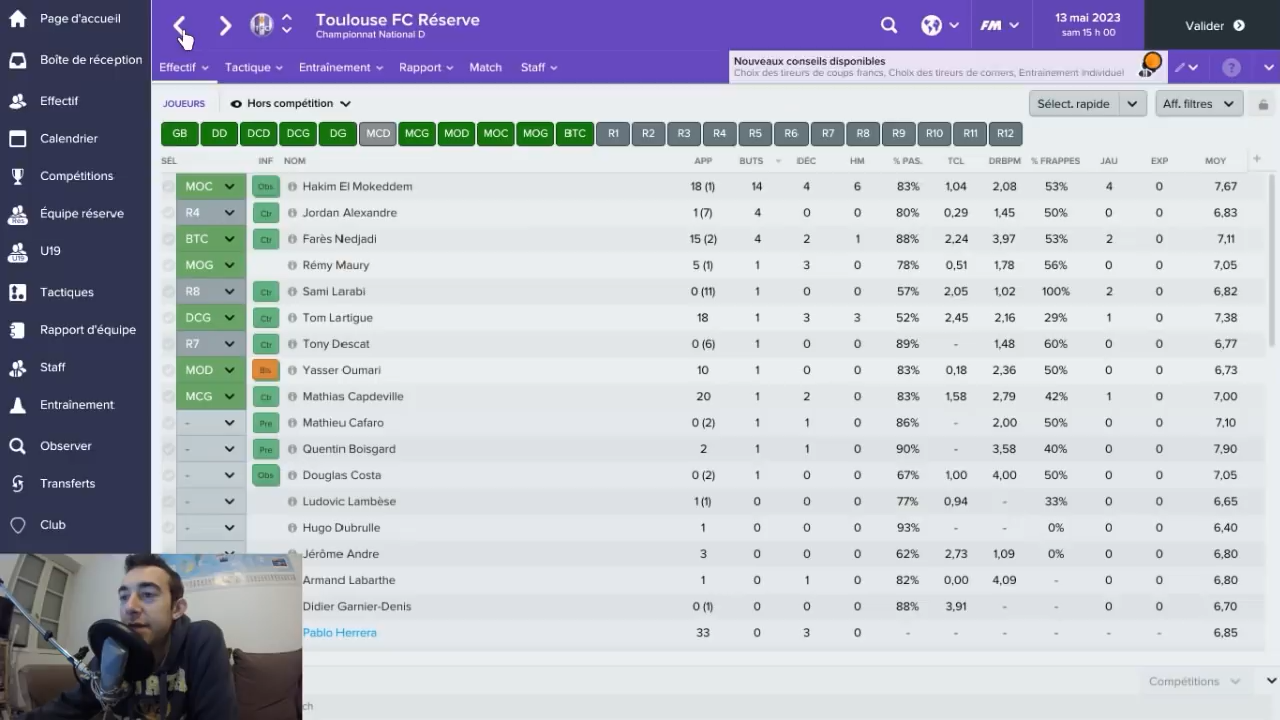 Page d'accueil
Boîte de réception
Effectif
Calendrier
Compétitions
Équipe réserve
U19
Tactiques
Rapport d'équipe
Staff
Entraînement
Observer
Transferts
Club
Toulouse FC Réserve
Championnat National D
FM
13 mai 2023
sam 15 h 00
Valider
Effectif Tactique Entraînement Rapport Match Staff
Nouveaux conseils disponibles
Choix des tireurs de coups francs, Choix des tireurs de corners, Entrainement individuel
JOUEURS Hors compétition Sélect. rapide Aff. filtres
GB DD DCD DCG DG MCD MCG MOD MOC MOG BTC R1 R2 R3 R4 R5 R6 R7 R8 R9 R10 R11 R12
SÉL INF NOM APP BUTS DÉC HM % PAS. TCL DRBPM % FRAPPES JAU EXP MOY
MOC Obs Hakim El Mokeddem 18 (1) 14 4 6 83% 1,04 2,08 53% 4 0 7,67
R4 Ctr Jordan Alexandre 1 (7) 4 0 0 80% 0,29 1,45 50% 0 0 6,83
BTC Ctr Farès Nedjadi 15 (2) 4 2 1 88% 2,24 3,97 53% 2 0 7,11
MOG Rémy Maury 5 (1) 1 3 0 78% 0,51 1,78 56% 0 0 7,05
R8 Ctr Sami Larabi 0 (11) 1 0 0 57% 2,05 1,02 100% 2 0 6,82
DCG Ctr Tom Lartigue 18 1 3 3 52% 2,45 2,16 29% 1 0 7,38
R7 Ctr Tony Descat 0 (6) 1 0 0 89% - 1,48 60% 0 0 6,77
MOD Bls Yasser Oumari 10 1 0 0 83% 0,18 2,36 50% 0 0 6,73
MCG Ctr Mathias Capdeville 20 1 2 0 83% 1,58 2,79 42% 1 0 7,00
- Pre Mathieu Cafaro 0 (2) 1 1 0 86% - 2,00 50% 0 0 7,10
- Pre Quentin Boisgard 2 1 1 0 90% - 3,58 40% 0 0 7,90
- Obs Douglas Costa 0 (2) 1 0 0 67% 1,00 4,00 50% 0 0 7,05
- Ludovic Lambèse 1 (1) 0 0 0 77% 0,94 - 33% 0 0 6,65
- Hugo Dubrulle 1 0 0 0 93% - - 0% 0 0 6,40
Jérôme Andre 3 0 0 0 62% 2,73 1,09 0% 0 0 6,80
Armand Labarthe 1 0 1 0 82% 0,00 4,09 - 0 0 6,80
Didier Garnier-Denis 0 (1) 0 0 0 88% 3,91 - - 0 0 6,70
Pablo Herrera 33 0 3 0 - - - - - - 6,85
Compétitions
ch